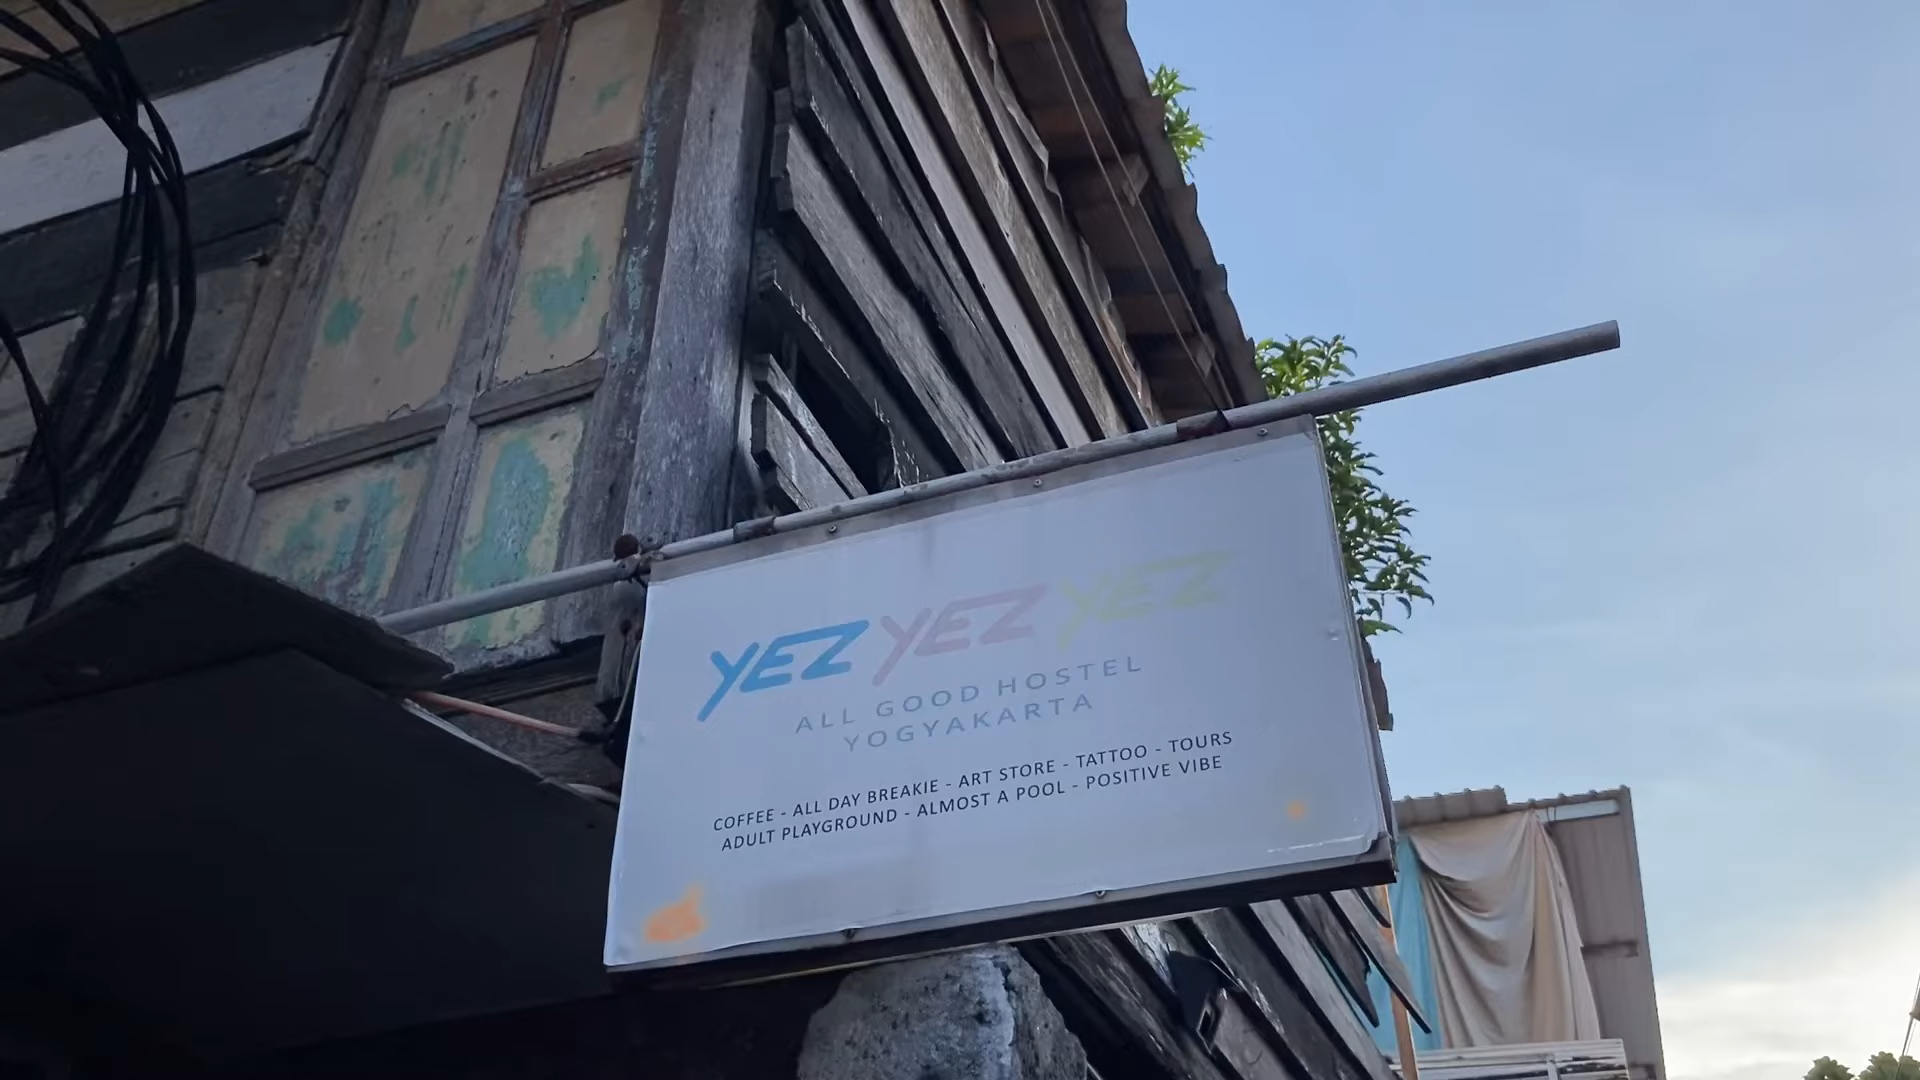 YEZ YEZ YEZ
ALL GOOD HOSTEL
YOGYAKARTA
COFFEE - ALL DAY BREAKIE - ART STORE - TATTOO - TOURS
ADULT PLAYGROUND - ALMOST A POOL - POSITIVE VIBE